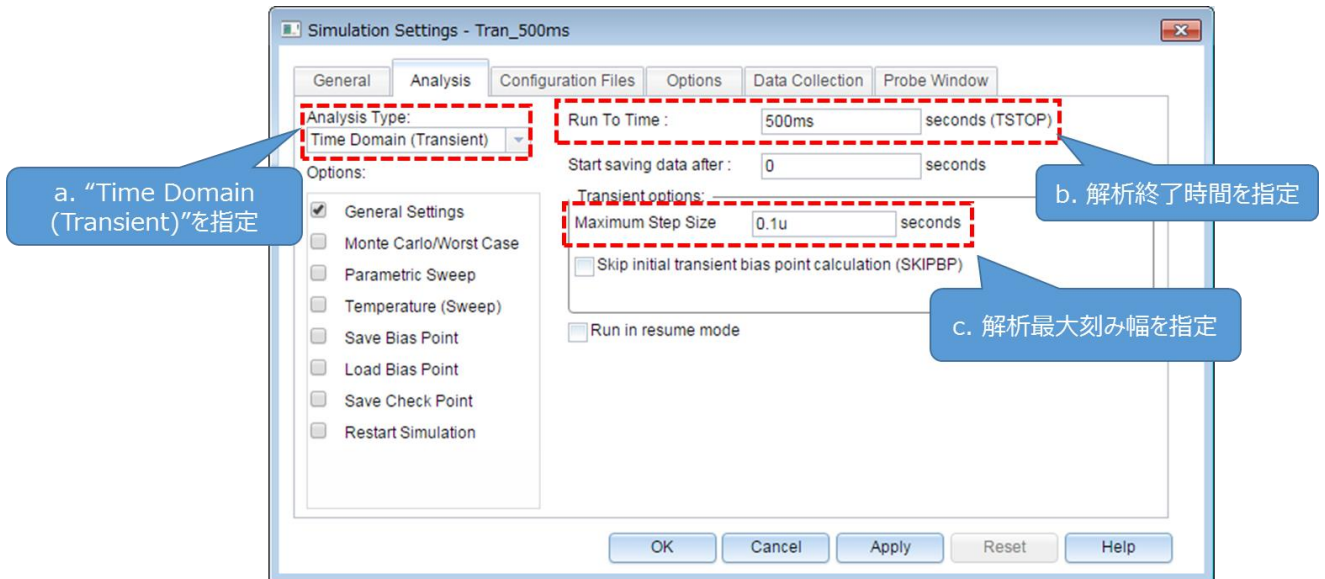 Simulation Settings - Tran_500ms
General
Analysis
Configuration Files
Options
Data Collection
Probe Window
Analysis Type:
Time Domain (Transient)
Options:
General Settings
Monte Carlo/Worst Case
Parametric Sweep
Temperature (Sweep)
Save Bias Point
Load Bias Point
Save Check Point
Restart Simulation
Run To Time : 500ms seconds (TSTOP)
Start saving data after : 0 seconds
Transient options:
Maximum Step Size 0.1u seconds
Skip initial transient bias point calculation (SKIPBP)
Run in resume mode
a. “Time Domain
(Transient)”を指定
b. 解析終了時間を指定
c. 解析最大刻み幅を指定
OK
Cancel
Apply
Reset
Help